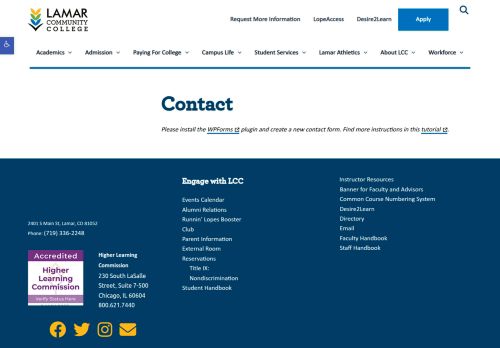 LAMAR
COMMUNITY
COLLEGE
Request More Information LopeAccess Desire2Learn Apply
Academics Admission Paying For College Campus Life Student Services Lamar Athletics About LCC Workforce
Contact
Please install the WPForms plugin and create a new contact form. Find more instructions in this tutorial.
2401 S Main St, Lamar, CO 81052
Phone: (719) 336-2248
Accredited
Higher
Learning
Commission
Verify Status Here
Higher Learning
Commission
230 South LaSalle
Street, Suite 7-500
Chicago, IL 60604
800.621.7440
Engage with LCC
Events Calendar
Alumni Relations
Runnin' Lopes Booster
Club
Parent Information
External Room
Reservations
Title IX:
Nondiscrimination
Student Handbook
Instructor Resources
Banner for Faculty and Advisors
Common Course Numbering System
Desire2Learn
Directory
Email
Faculty Handbook
Staff Handbook